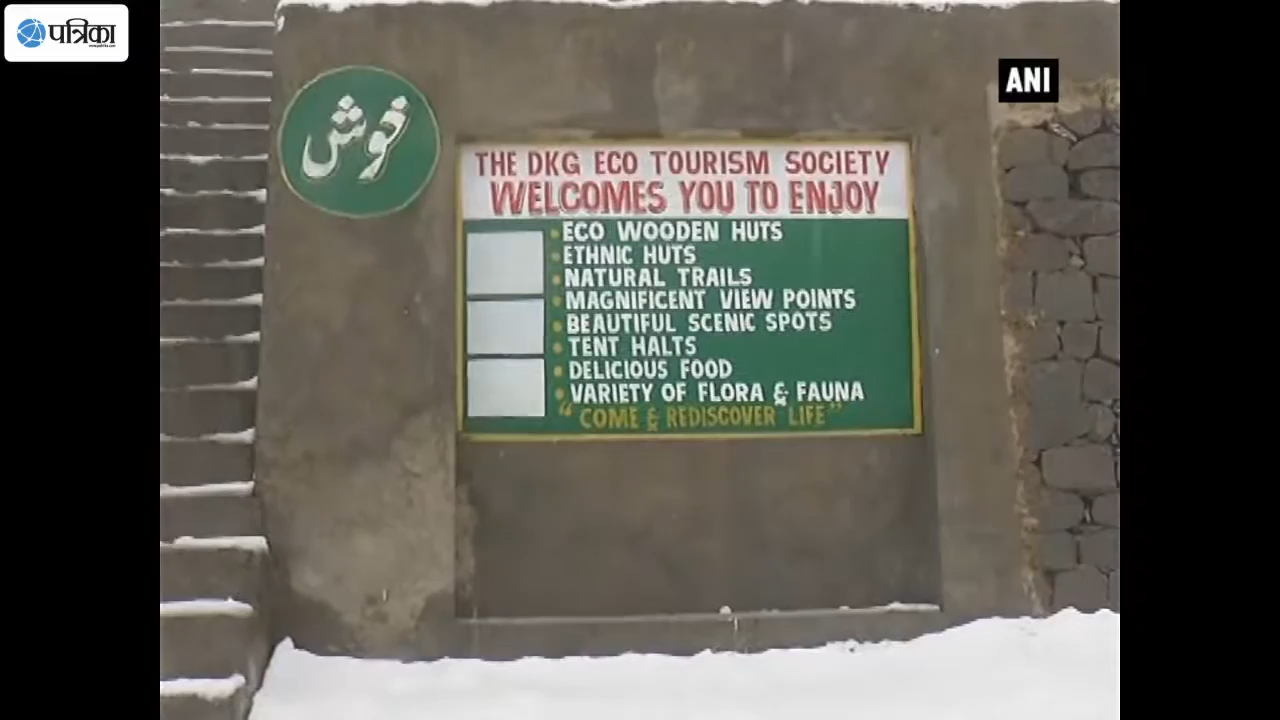 पत्रिका
ANI
خوش
THE DKG ECO TOURISM SOCIETY
WELCOMES YOU TO ENJOY
• ECO WOODEN HUTS
• ETHNIC HUTS
• NATURAL TRAILS
• MAGNIFICENT VIEW POINTS
• BEAUTIFUL SCENIC SPOTS
• TENT HALTS
• DELICIOUS FOOD
• VARIETY OF FLORA & FAUNA
"COME & REDISCOVER LIFE"